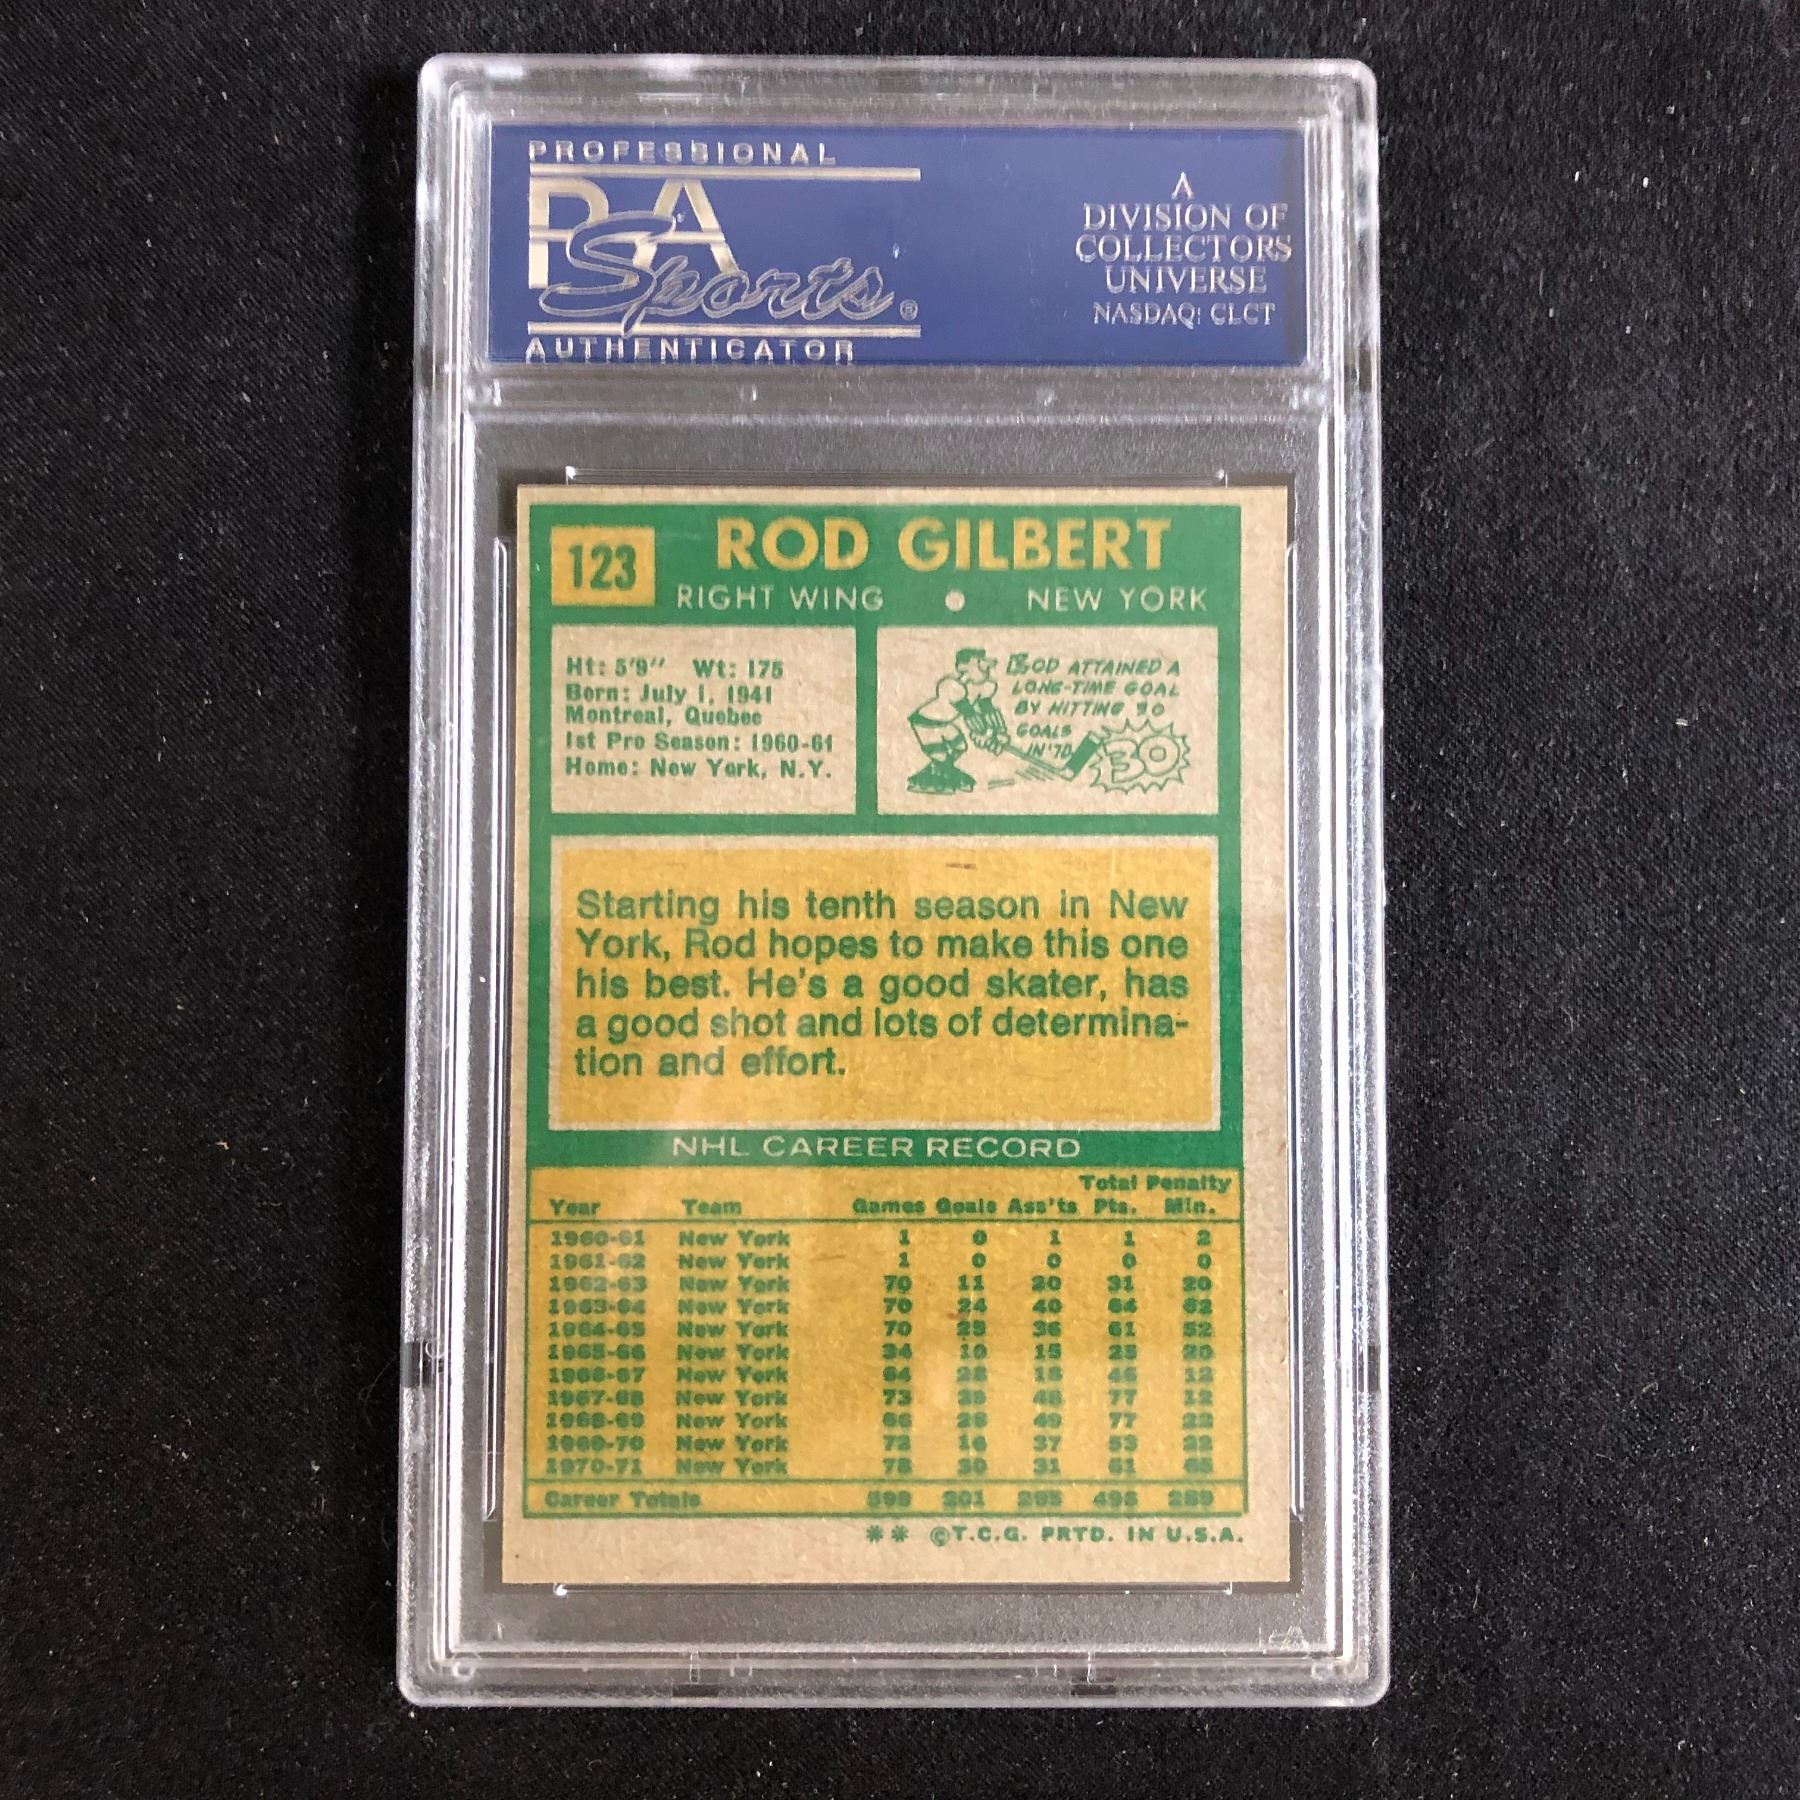 PROFESSIONAL
PSA
Sports®
AUTHENTICATOR
A
DIVISION OF
COLLECTORS
UNIVERSE
NASDAQ: CLCT
123
ROD GILBERT
RIGHT WING • NEW YORK
Ht: 5'9" Wt: 175
Born: July 1, 1941
Montreal, Quebec
1st Pro Season: 1960-61
Home: New York, N.Y.
ROD ATTAINED A
LONG-TIME GOAL
BY HITTING 30
GOALS
IN '70
30
Starting his tenth season in New
York, Rod hopes to make this one
his best. He's a good skater, has
a good shot and lots of determina-
tion and effort.
NHL CAREER RECORD
Total Penalty
Year Team Games Goals Ass'ts Pts. Min.
1960-61 New York 1 0 1 1 2
1961-62 New York 1 0 0 0 0
1962-63 New York 70 11 20 31 20
1963-64 New York 70 24 40 64 62
1964-65 New York 70 25 36 61 52
1965-66 New York 34 10 15 25 20
1966-67 New York 64 28 18 46 12
1967-68 New York 73 29 48 77 12
1968-69 New York 66 28 49 77 22
1969-70 New York 72 16 37 53 22
1970-71 New York 78 30 31 61 65
Career Totals 201 295 496 289
** ©T.C.G. PRTD. IN U.S.A.